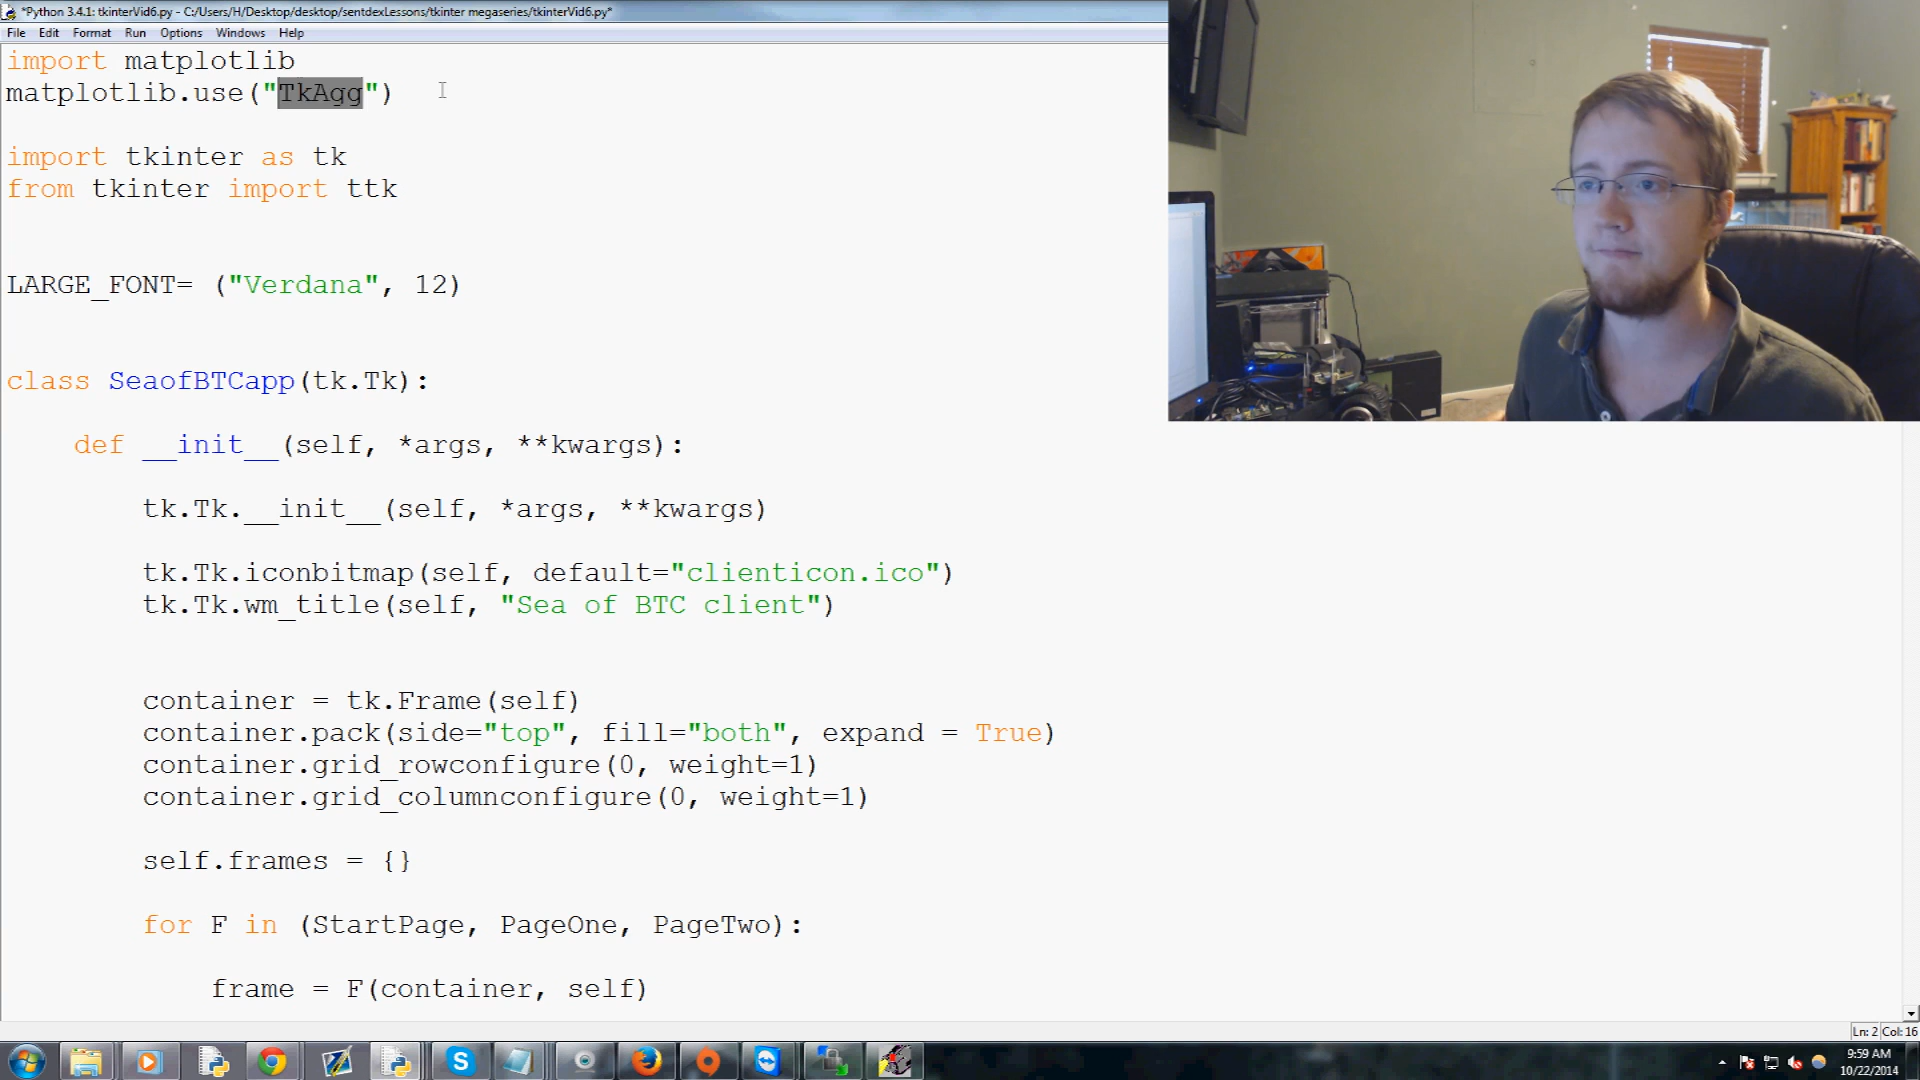 *Python 3.4.1: tkinterVid6.py - C:/Users/H/Desktop/desktop/sentdexLessons/tkinter megaseries/tkinterVid6.py*
File Edit Format Run Options Windows Help
import matplotlib
matplotlib.use("TkAgg")
import tkinter as tk
from tkinter import ttk
LARGE_FONT= ("Verdana", 12)
class SeaofBTCapp(tk.Tk):
def __init__(self, *args, **kwargs):
tk.Tk.__init__(self, *args, **kwargs)
tk.Tk.iconbitmap(self, default="clienticon.ico")
tk.Tk.wm_title(self, "Sea of BTC client")
container = tk.Frame(self)
container.pack(side="top", fill="both", expand = True)
container.grid_rowconfigure(0, weight=1)
container.grid_columnconfigure(0, weight=1)
self.frames = {}
for F in (StartPage, PageOne, PageTwo):
frame = F(container, self)
Ln: 2 Col: 16
9:59 AM
10/22/2014